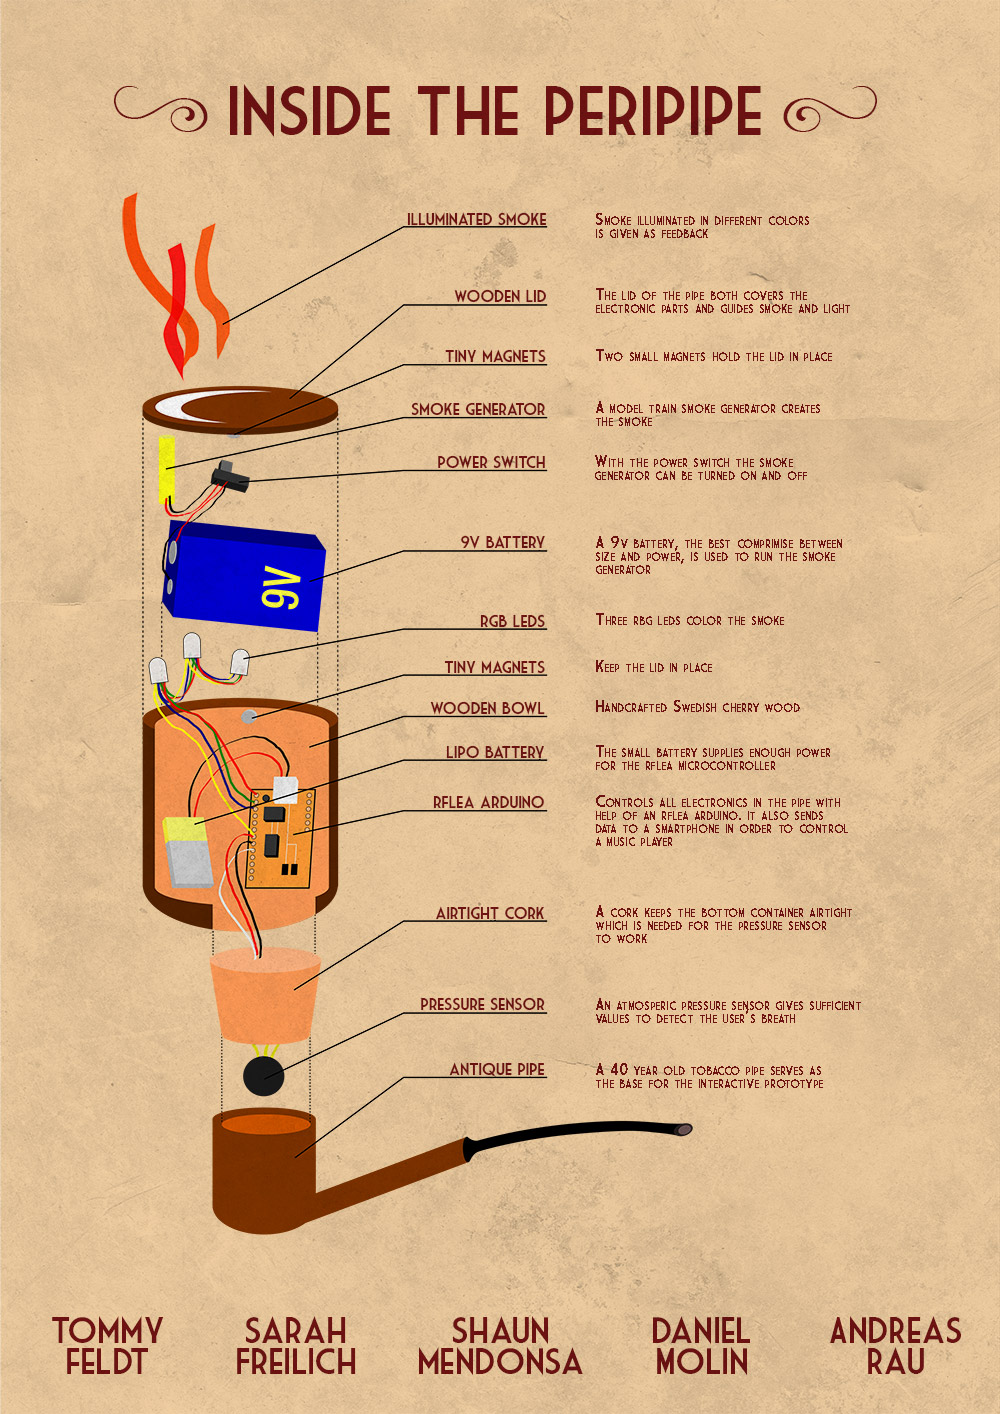 INSIDE THE PERIPIPE
ILLUMINATED SMOKE
SMOKE ILLUMINATED IN DIFFERENT COLORS
IS GIVEN AS FEEDBACK
WOODEN LID
THE LID OF THE PIPE BOTH COVERS THE
ELECTRONIC PARTS AND GUIDES SMOKE AND LIGHT
TINY MAGNETS
TWO SMALL MAGNETS HOLD THE LID IN PLACE
SMOKE GENERATOR
A MODEL TRAIN SMOKE GENERATOR CREATES
THE SMOKE
POWER SWITCH
WITH THE POWER SWITCH THE SMOKE
GENERATOR CAN BE TURNED ON AND OFF
9V BATTERY
A 9V BATTERY, THE BEST COMPRIMISE BETWEEN
SIZE AND POWER, IS USED TO RUN THE SMOKE
GENERATOR
9V
RGB LEDS
THREE RBG LEDS COLOR THE SMOKE
TINY MAGNETS
KEEP THE LID IN PLACE
WOODEN BOWL
HANDCRAFTED SWEDISH CHERRY WOOD
LIPO BATTERY
THE SMALL BATTERY SUPPLIES ENOUGH POWER
FOR THE RFLEA MICROCONTROLLER
RFLEA ARDUINO
CONTROLS ALL ELECTRONICS IN THE PIPE WITH
HELP OF AN RFLEA ARDUINO. IT ALSO SENDS
DATA TO A SMARTPHONE IN ORDER TO CONTROL
A MUSIC PLAYER
AIRTIGHT CORK
A CORK KEEPS THE BOTTOM CONTAINER AIRTIGHT
WHICH IS NEEDED FOR THE PRESSURE SENSOR
TO WORK
PRESSURE SENSOR
AN ATMOSPERIC PRESSURE SENSOR GIVES SUFFICIENT
VALUES TO DETECT THE USER'S BREATH
ANTIQUE PIPE
A 40 YEAR OLD TOBACCO PIPE SERVES AS
THE BASE FOR THE INTERACTIVE PROTOTYPE
TOMMY FELDT
SARAH FREILICH
SHAUN MENDONSA
DANIEL MOLIN
ANDREAS RAU